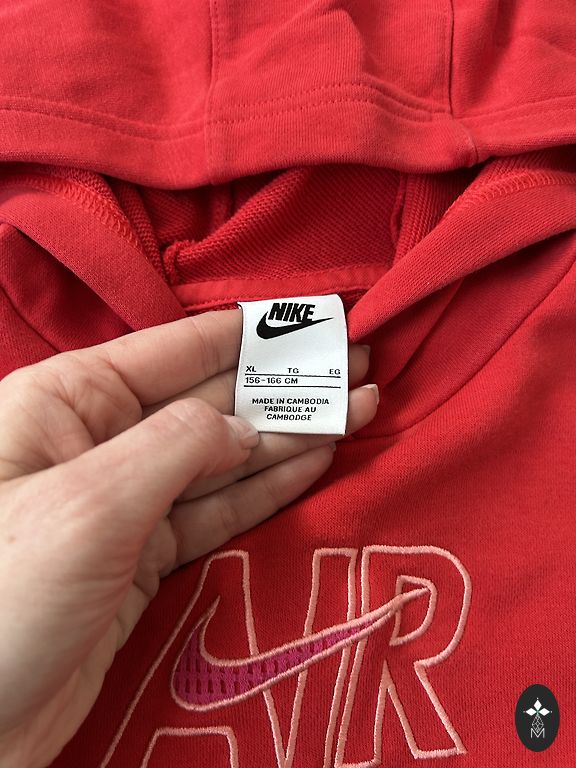 NIKE
XL TG EG
156-166 CM
MADE IN CAMBODIA
FABRIQUE AU
CAMBODGE
AIR
M